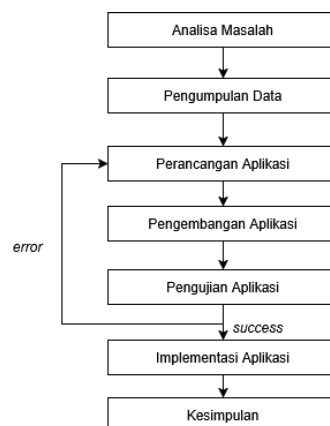 Analisa Masalah
Pengumpulan Data
Perancangan Aplikasi
Pengembangan Aplikasi
error
Pengujian Aplikasi
success
Implementasi Aplikasi
Kesimpulan